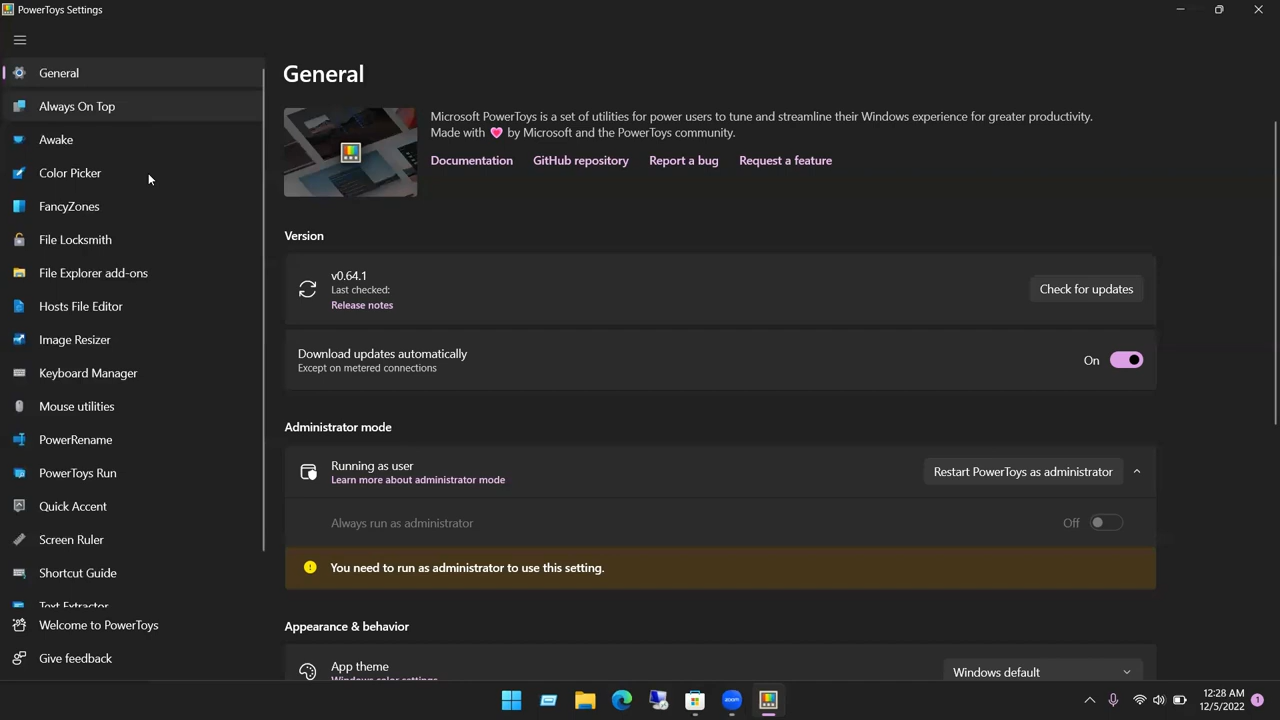 PowerToys Settings
General
Always On Top
Awake
Color Picker
FancyZones
File Locksmith
File Explorer add-ons
Hosts File Editor
Image Resizer
Keyboard Manager
Mouse utilities
PowerRename
PowerToys Run
Quick Accent
Screen Ruler
Shortcut Guide
Text Extractor
Welcome to PowerToys
Give feedback
General
Microsoft PowerToys is a set of utilities for power users to tune and streamline their Windows experience for greater productivity.
Made with 💗 by Microsoft and the PowerToys community.
Documentation GitHub repository Report a bug Request a feature
Version
v0.64.1
Last checked:
Release notes
Check for updates
Download updates automatically
Except on metered connections
On
Administrator mode
Running as user
Learn more about administrator mode
Restart PowerToys as administrator
Always run as administrator
Off
You need to run as administrator to use this setting.
Appearance & behavior
App theme
Windows color settings
Windows default
zoom
12:28 AM
12/5/2022
1